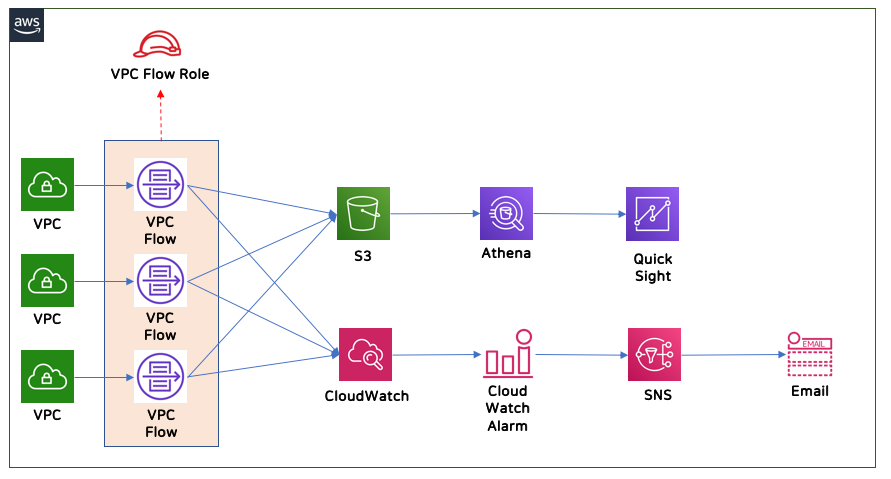 aws
VPC Flow Role
VPC
VPC
Flow
S3
Athena
Quick
Sight
VPC
VPC
Flow
CloudWatch
Cloud
Watch
Alarm
SNS
EMAIL
Email
VPC
VPC
Flow